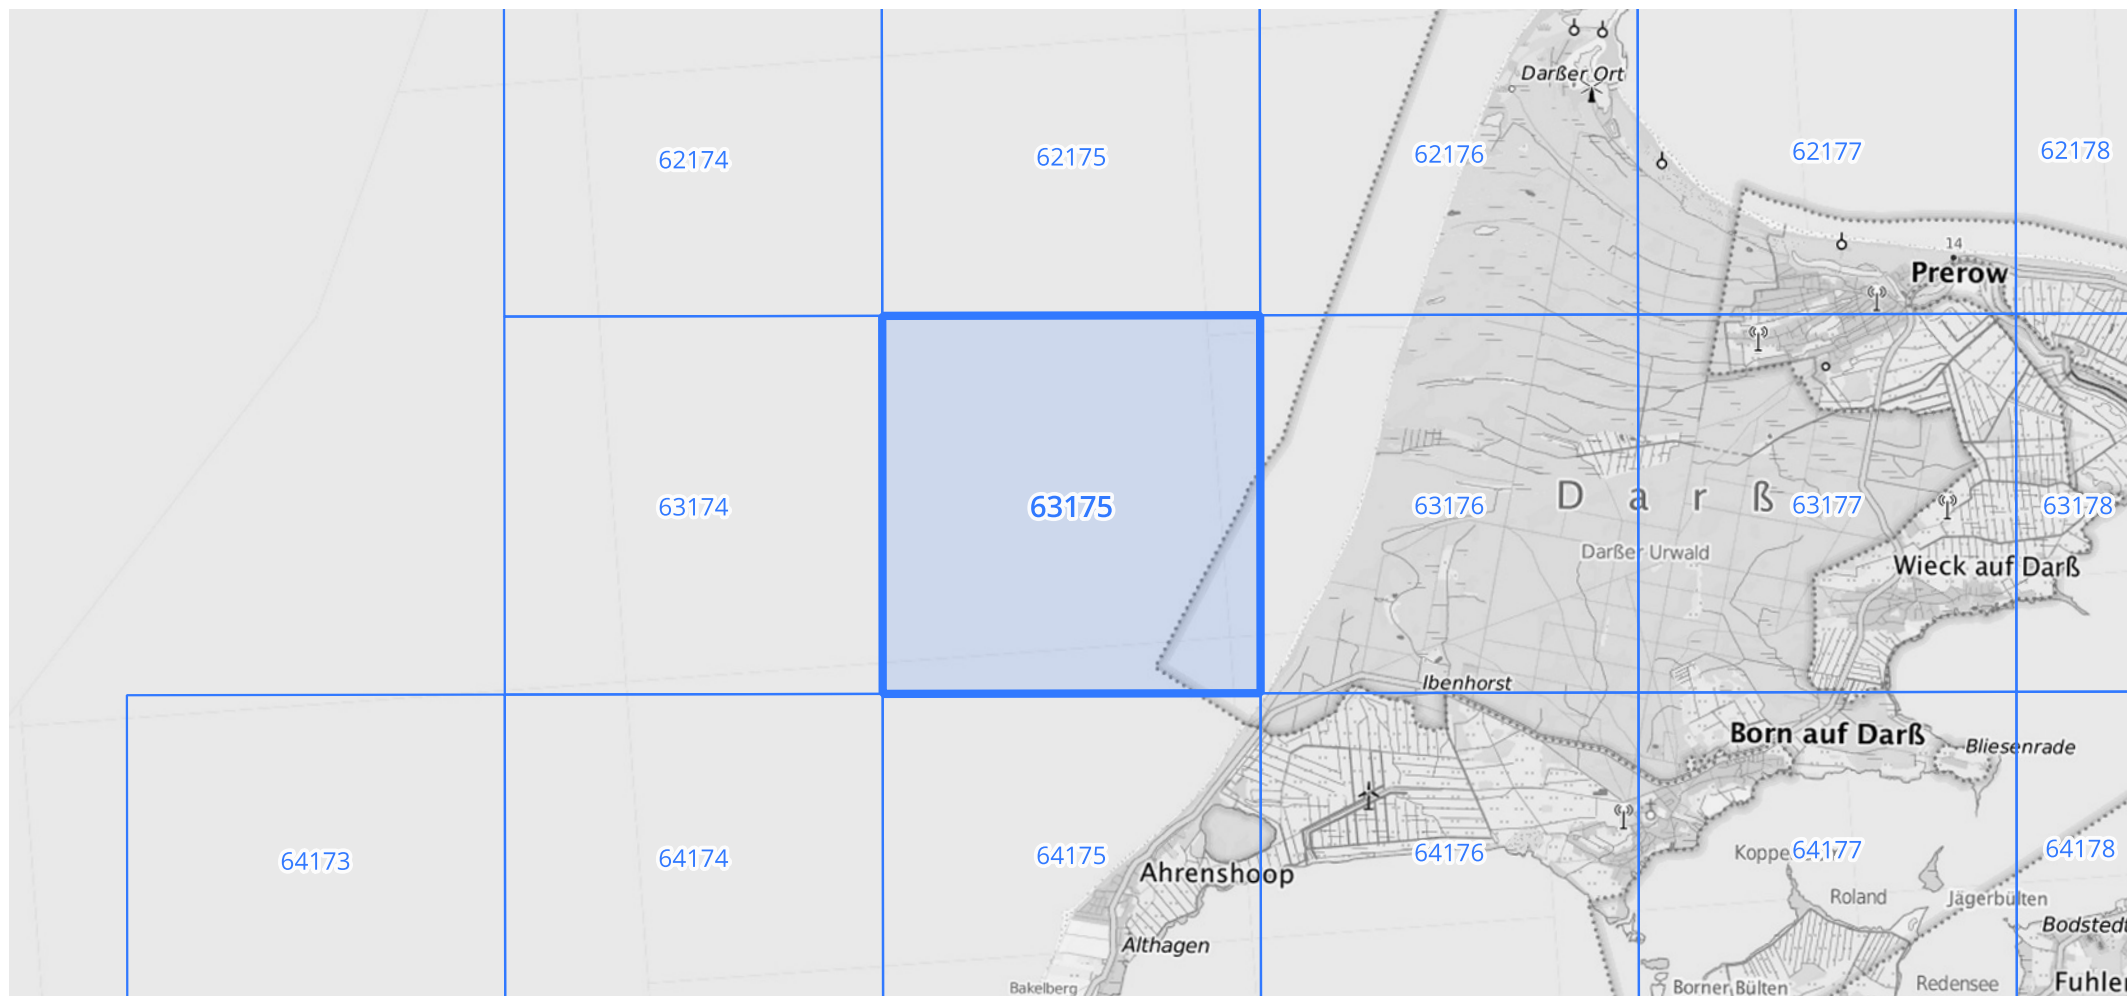 Darßer Ort
62174
62175
62176
62177
62178
14
Prerow
63174
63175
63176
D a r ß
63177
63178
Darßer Urwald
Wieck auf Darß
Ibenhorst
Born auf Darß
Bliesenrade
64173
64174
64175
64176
64177
64178
Ahrenshoop
Roland
Jägerbülten
Althagen
Bakelberg
Borner Bülten
Redensee